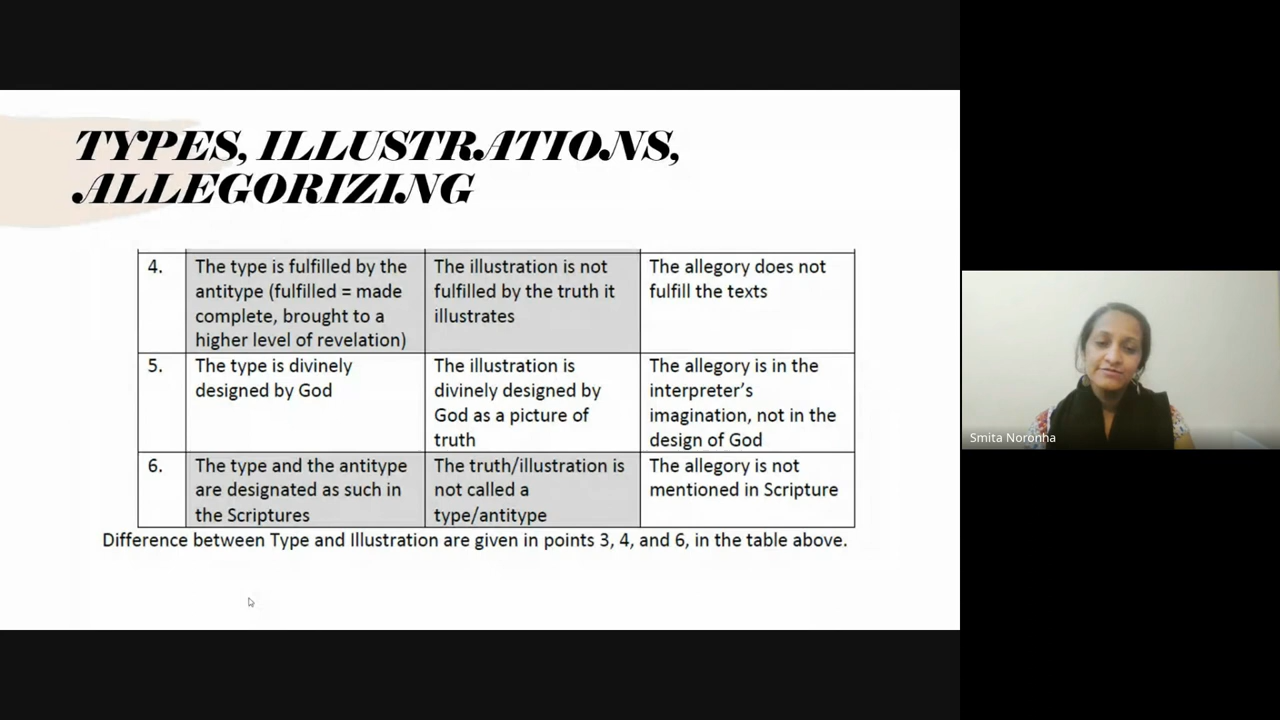 TYPES, ILLUSTRATIONS,
ALLEGORIZING
4.
The type is fulfilled by the
antitype (fulfilled = made
complete, brought to a
higher level of revelation)
The illustration is not
fulfilled by the truth it
illustrates
The allegory does not
fulfill the texts
5.
The type is divinely
designed by God
The illustration is
divinely designed by
God as a picture of
truth
The allegory is in the
interpreter's
imagination, not in the
design of God
6.
The type and the antitype
are designated as such in
the Scriptures
The truth/illustration is
not called a
type/antitype
The allegory is not
mentioned in Scripture
Difference between Type and Illustration are given in points 3, 4, and 6, in the table above.
Smita Noronha